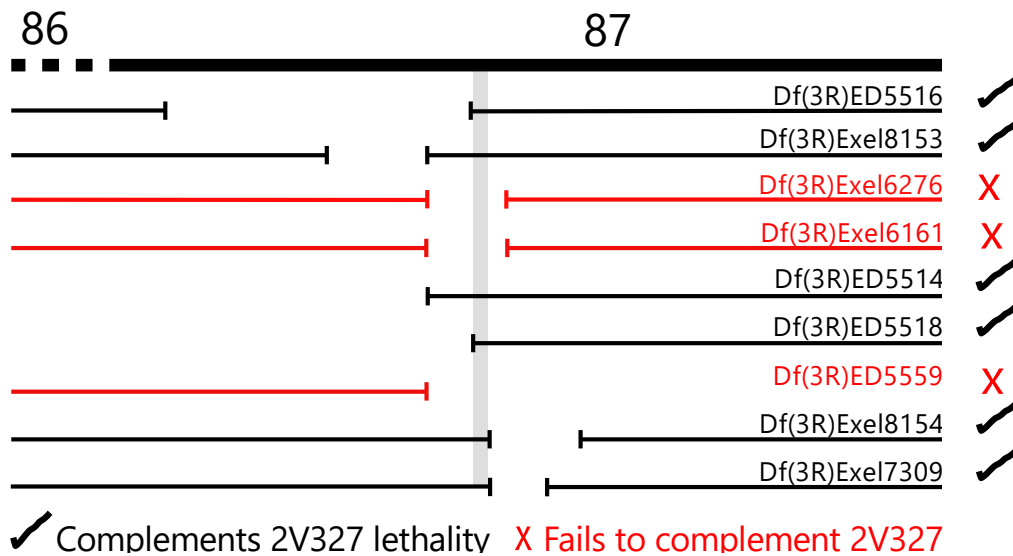 86 87
Df(3R)ED5516
Df(3R)Exel8153
Df(3R)Exel6276 X
Df(3R)Exel6161 X
Df(3R)ED5514
Df(3R)ED5518
Df(3R)ED5559 X
Df(3R)Exel8154
Df(3R)Exel7309
Complements 2V327 lethality X Fails to complement 2V327